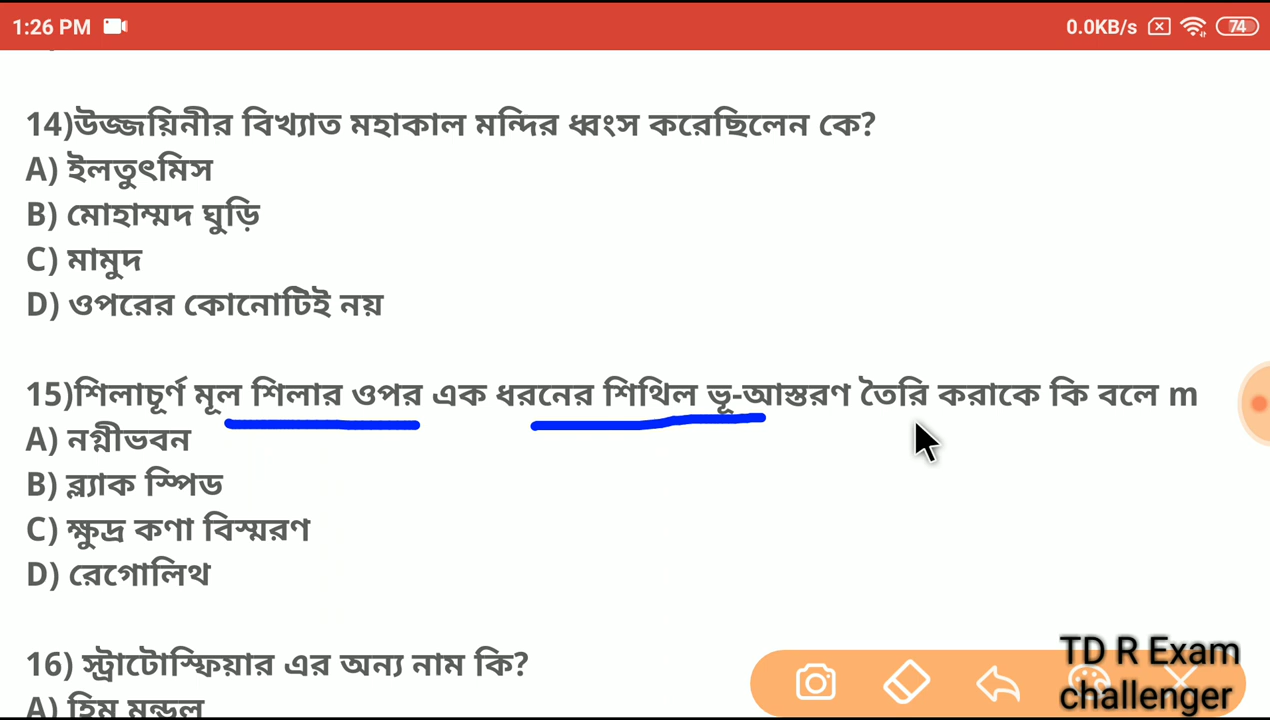 1:26 PM
0.0KB/s
74
14)উজ্জয়িনীর বিখ্যাত মহাকাল মন্দির ধ্বংস করেছিলেন কে?
A) ইলতুৎমিস
B) মোহাম্মদ ঘুড়ি
C) মামুদ
D) ওপরের কোনোটিই নয়
15)শিলাচূর্ণ মূল শিলার ওপর এক ধরনের শিথিল ভূ-আস্তরণ তৈরি করাকে কি বলে m
A) নগ্নীভবন
B) ব্ল্যাক স্পিড
C) ক্ষুদ্র কণা বিস্মরণ
D) রেগোলিথ
16) স্ট্রাটোস্ফিয়ার এর অন্য নাম কি?
A) হিম মন্ডল
TD R Exam
challenger